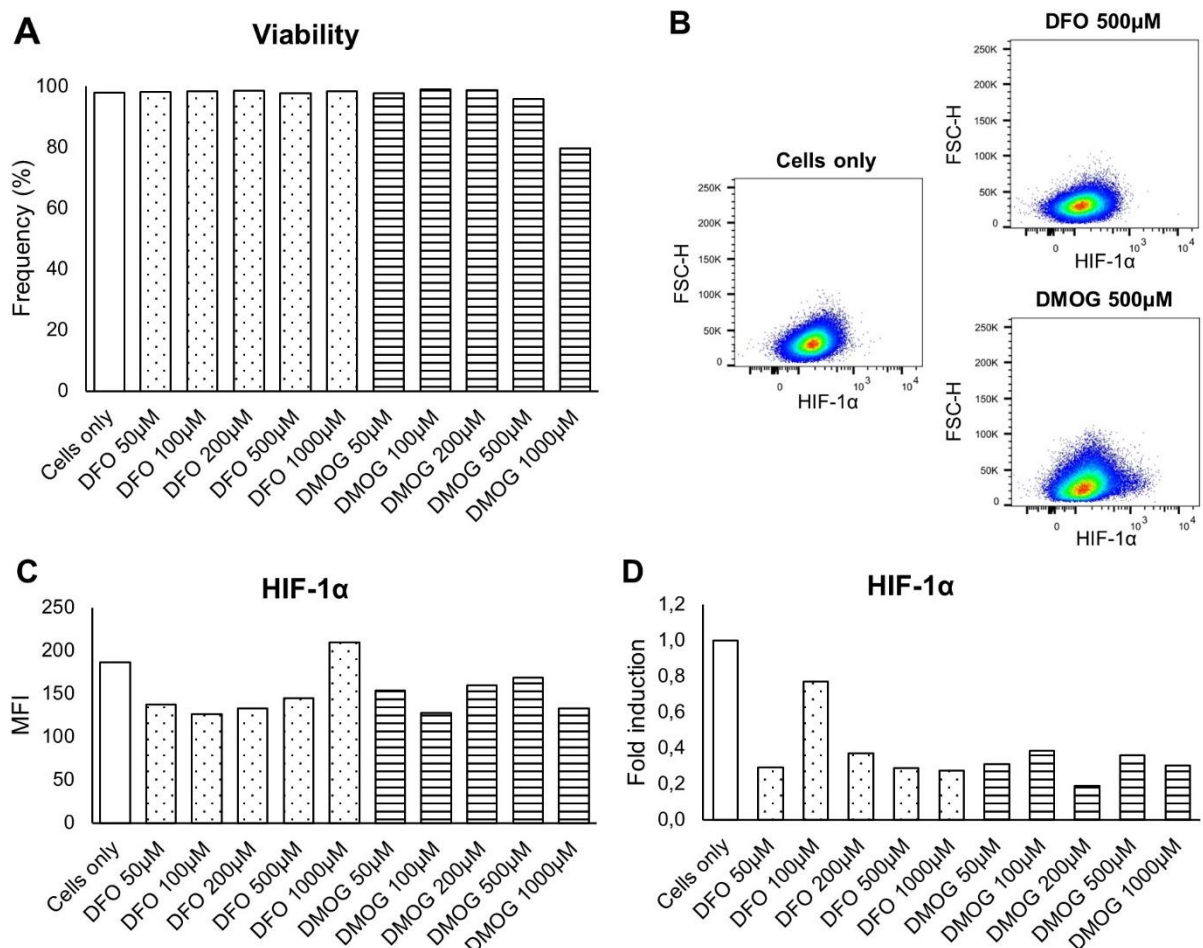 A
Viability
100
80
60
40
20
0
Frequency (%)
Cells only
DFO 50µM
DFO 100µM
DFO 200µM
DFO 500µM
DFO 1000µM
DMOG 50µM
DMOG 100µM
DMOG 200µM
DMOG 500µM
DMOG 1000µM
B
Cells only
250K
200K
150K
100K
50K
0
FSC-H
0
10³
10⁴
HIF-1α
DFO 500µM
250K
200K
150K
100K
50K
0
FSC-H
0
10³
10⁴
HIF-1α
DMOG 500µM
250K
200K
150K
100K
50K
0
FSC-H
0
10³
10⁴
HIF-1α
C
HIF-1α
250
200
150
100
50
0
MFI
Cells only
DFO 50µM
DFO 100µM
DFO 200µM
DFO 500µM
DFO 1000µM
DMOG 50µM
DMOG 100µM
DMOG 200µM
DMOG 500µM
DMOG 1000µM
D
HIF-1α
1,2
1,0
0,8
0,6
0,4
0,2
0,0
Fold induction
Cells only
DFO 50µM
DFO 100µM
DFO 200µM
DFO 500µM
DFO 1000µM
DMOG 50µM
DMOG 100µM
DMOG 200µM
DMOG 500µM
DMOG 1000µM